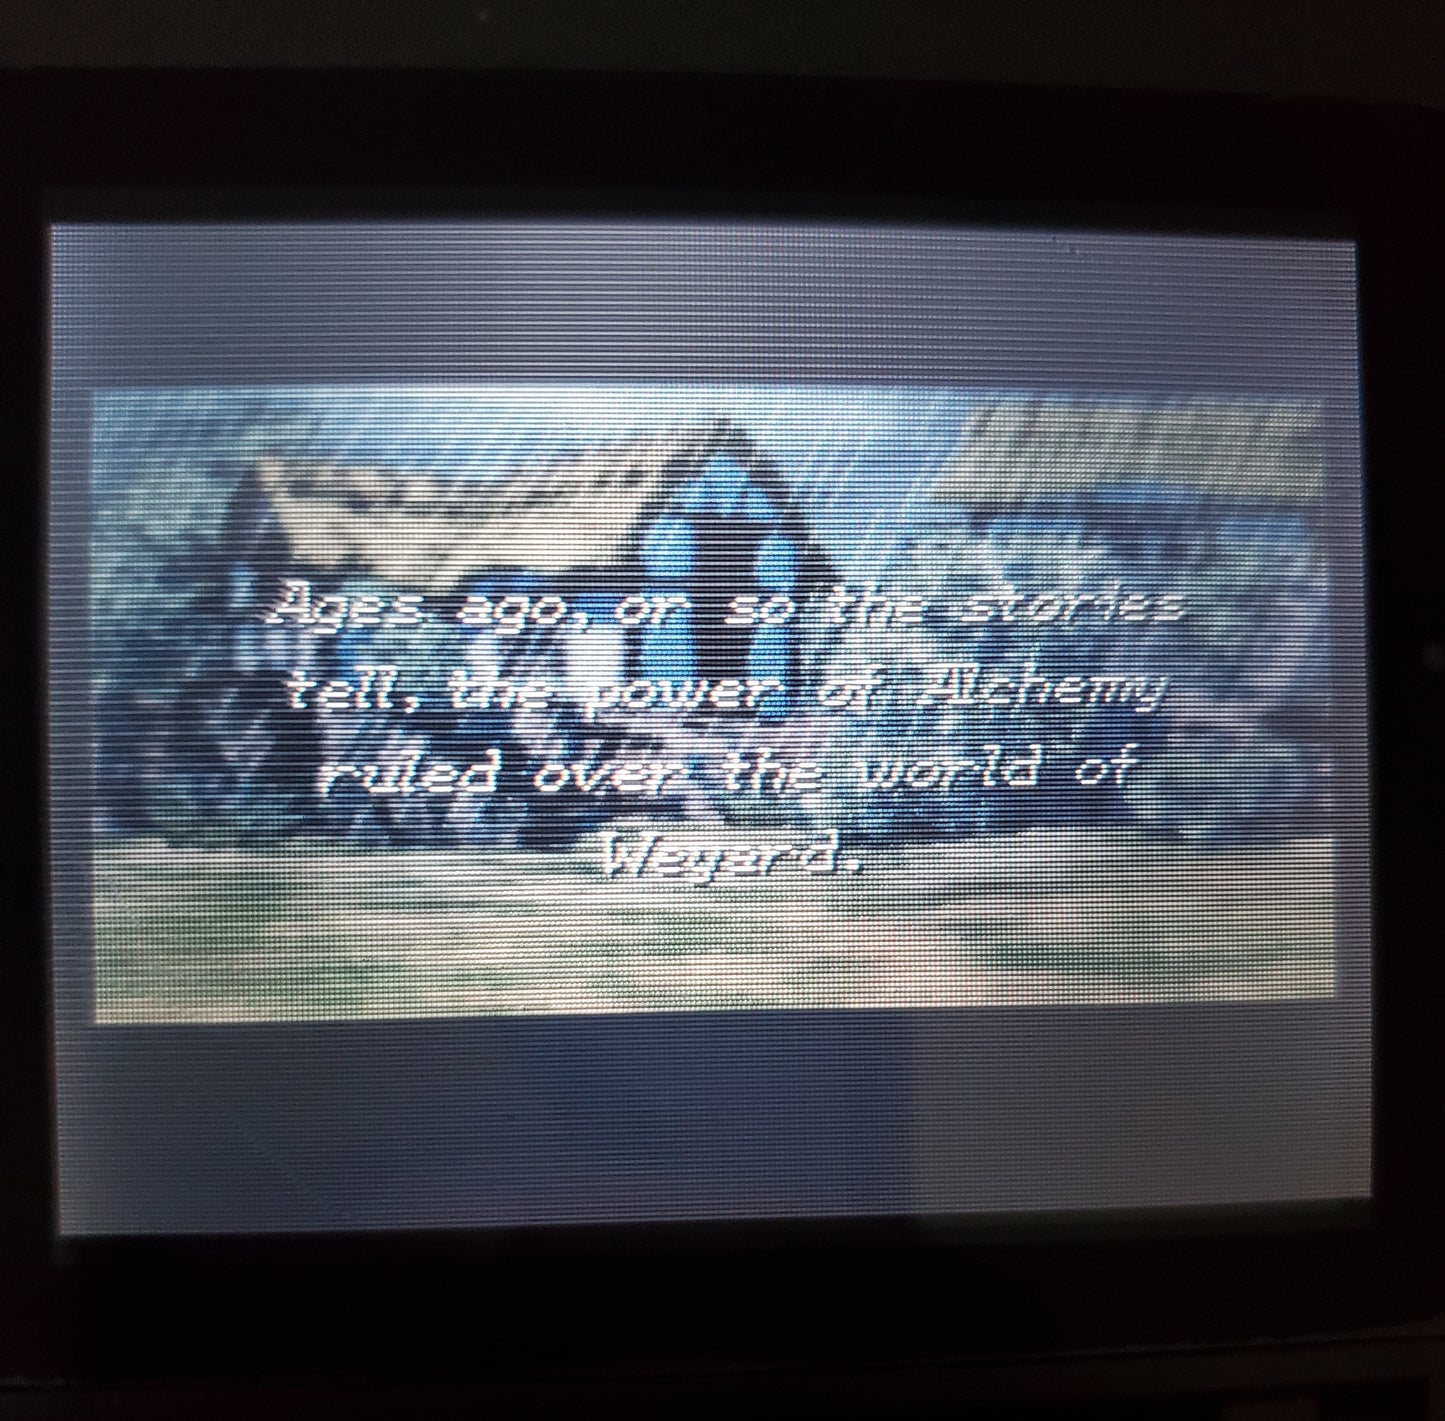 Ages ago, or so the stories
tell, the power of Alchemy
ruled over the world of
Weyard.